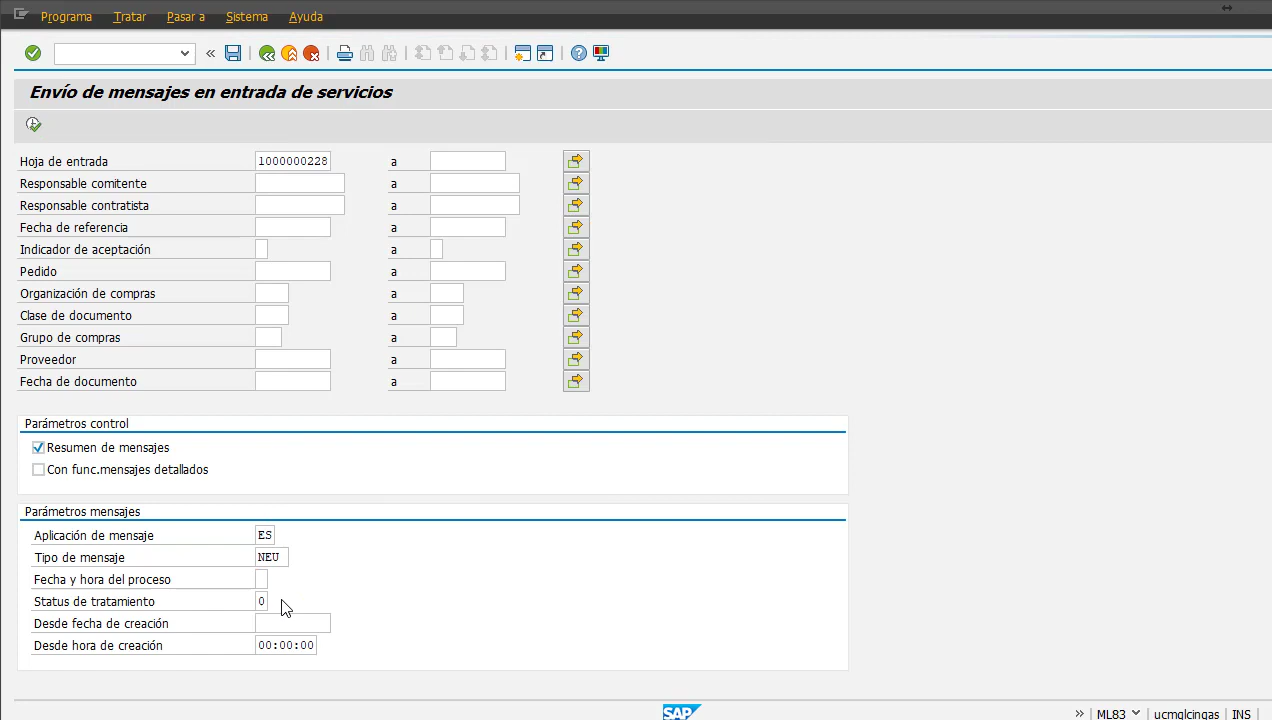 Programa Tratar Pasar a Sistema Ayuda
«
Envío de mensajes en entrada de servicios
Hoja de entrada 1000000228 a
Responsable comitente a
Responsable contratista a
Fecha de referencia a
Indicador de aceptación a
Pedido a
Organización de compras a
Clase de documento a
Grupo de compras a
Proveedor a
Fecha de documento a
Parámetros control
Resumen de mensajes
Con func.mensajes detallados
Parámetros mensajes
Aplicación de mensaje ES
Tipo de mensaje NEU
Fecha y hora del proceso
Status de tratamiento 0
Desde fecha de creación
Desde hora de creación 00:00:00
SAP » ML83 ucmglcingas INS